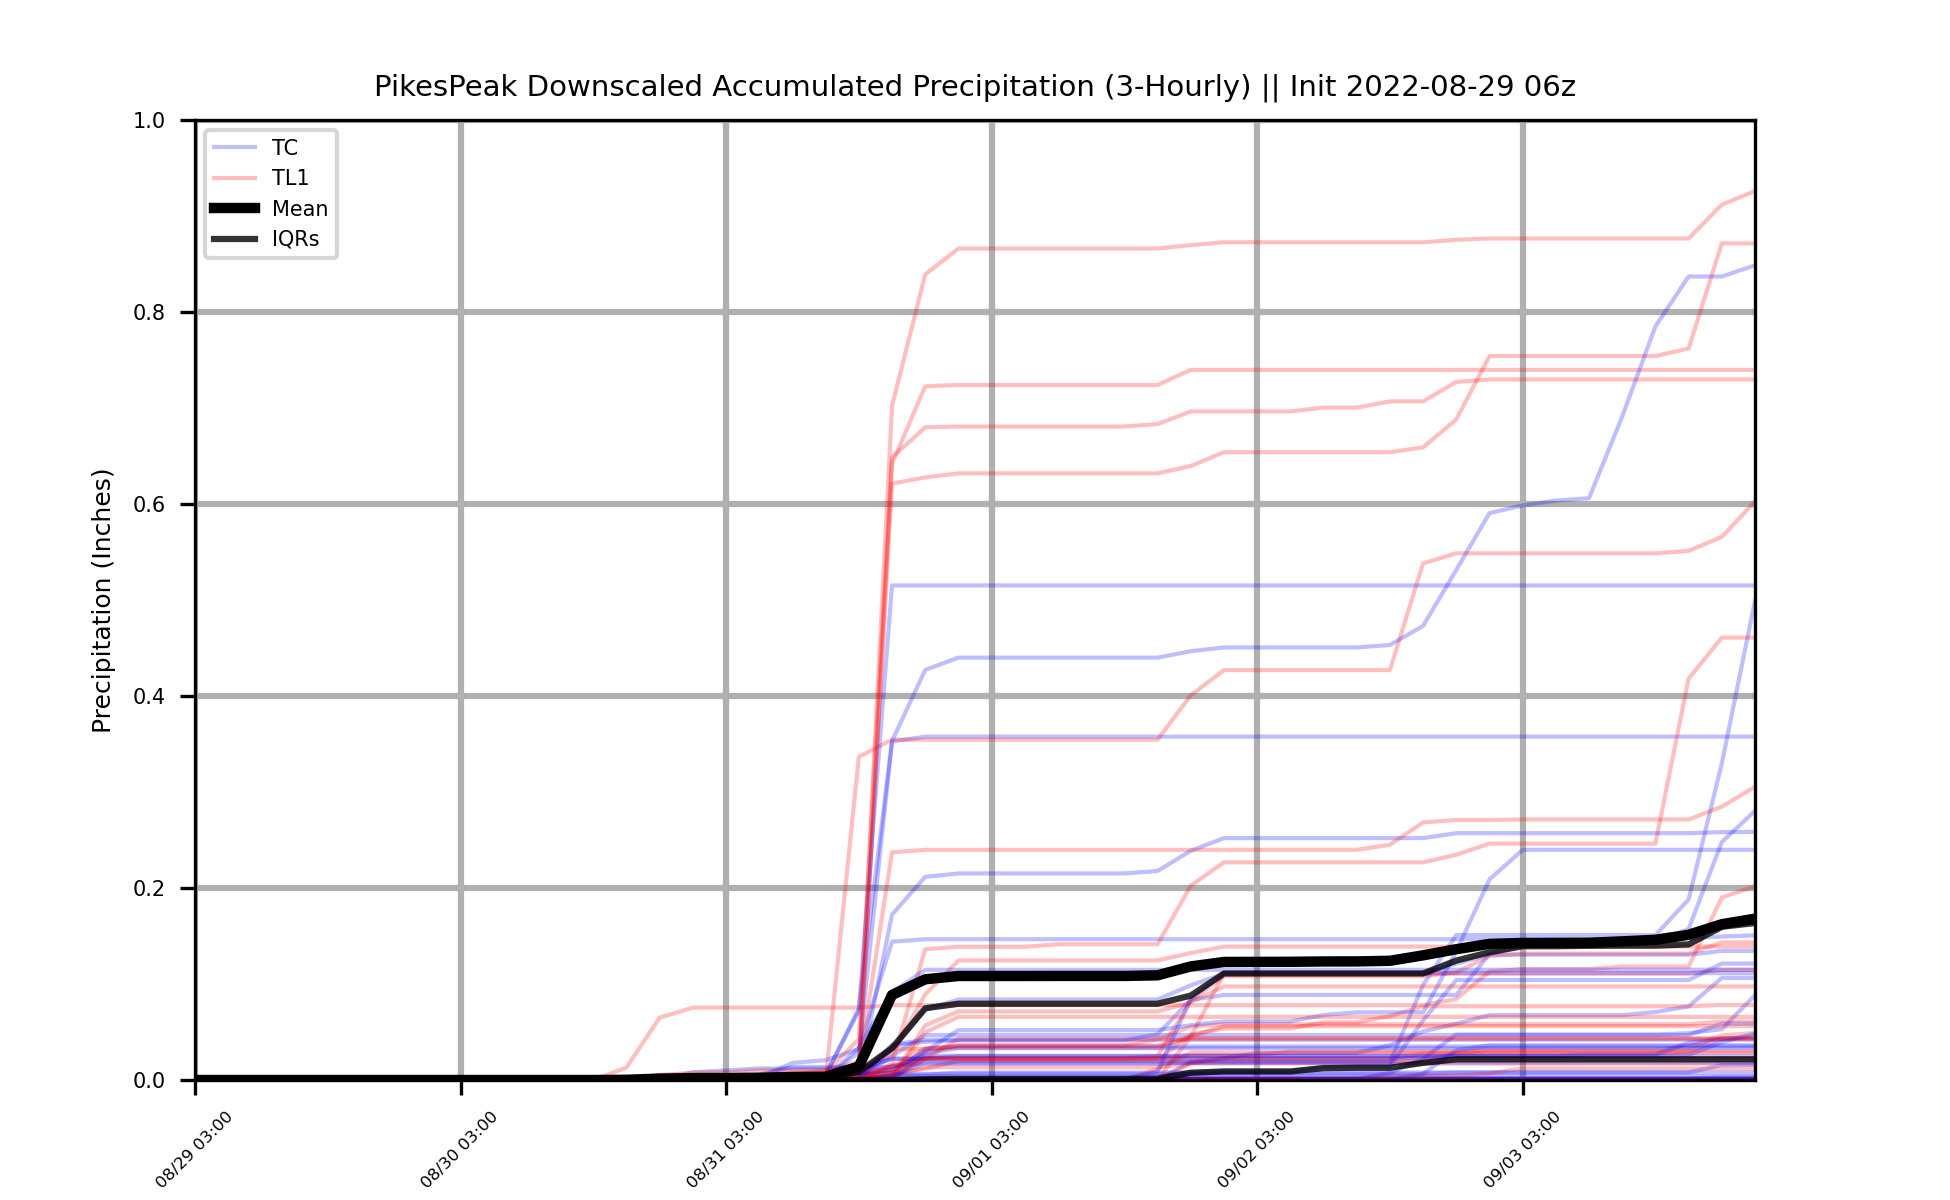 PikesPeak Downscaled Accumulated Precipitation (3-Hourly) || Init 2022-08-29 06z
TC
TL1
Mean
IQRs
Precipitation (Inches)
1.0
0.8
0.6
0.4
0.2
0.0
08/29 03:00
08/30 03:00
08/31 03:00
09/01 03:00
09/02 03:00
09/03 03:00